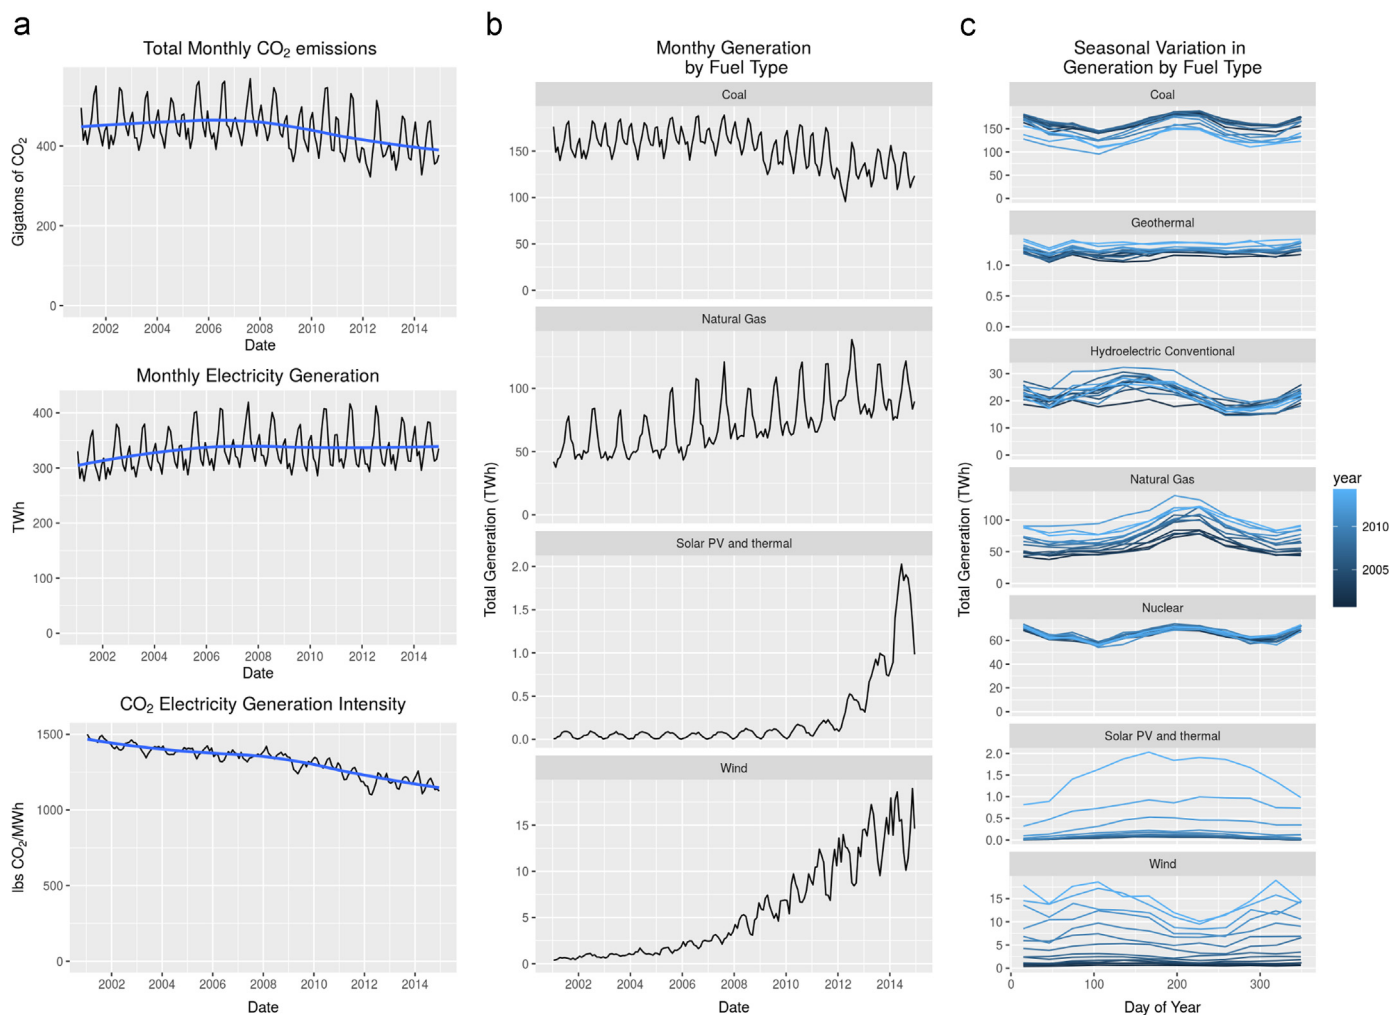 a
Total Monthly CO₂ emissions
Gigatons of CO₂
400
200
0
2002 2004 2006 2008 2010 2012 2014
Date
Monthly Electricity Generation
TWh
400
300
200
100
0
2002 2004 2006 2008 2010 2012 2014
Date
CO₂ Electricity Generation Intensity
lbs CO₂/MWh
1500
1000
500
0
2002 2004 2006 2008 2010 2012 2014
Date
b
Monthy Generation
by Fuel Type
Total Generation (TWh)
Coal
150
100
50
0
Natural Gas
100
50
0
Solar PV and thermal
2.0
1.5
1.0
0.5
0.0
Wind
15
10
5
0
2002 2004 2006 2008 2010 2012 2014
Date
c
Seasonal Variation in
Generation by Fuel Type
Total Generation (TWh)
Coal
150
100
50
0
Geothermal
1.0
0.5
0.0
Hydroelectric Conventional
30
20
10
0
Natural Gas
100
50
0
Nuclear
60
40
20
0
Solar PV and thermal
2.0
1.5
1.0
0.5
0.0
Wind
15
10
5
0
0 100 200 300
Day of Year
year
2010
2005